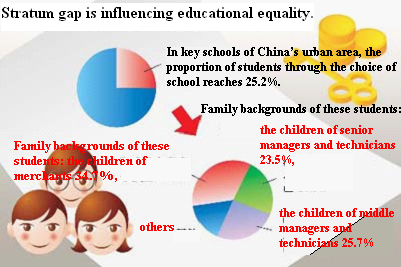 Stratum gap is influencing educational equality.
In key schools of China's urban area, the
proportion of students through the choice of
school reaches 25.2%.
Family backgrounds of these students:
the children of senior
managers and technicians
23.5%,
Family backgrounds of these
students: the children of
merchants 34.7%,
others
the children of middle
managers and
technicians 25.7%